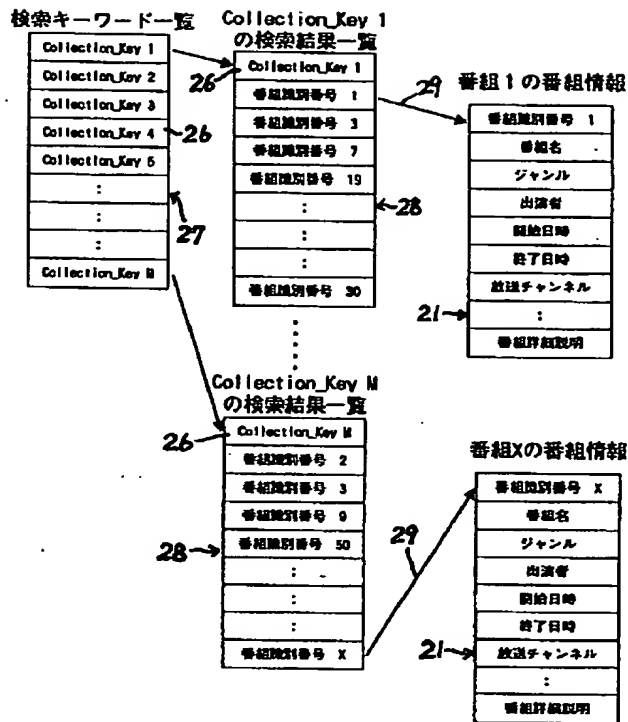 検索キーワード一覧
Collection_Key 1
Collection_Key 2
Collection_Key 3
Collection_Key 4
Collection_Key 5
:
:
:
Collection_Key M
26
27
Collection_Key 1
の検索結果一覧
26
Collection_Key 1
番組識別番号 1
番組識別番号 3
番組識別番号 7
番組識別番号 19
:
:
:
番組識別番号 30
28
29
番組1の番組情報
番組識別番号 1
番組名
ジャンル
出演者
開始日時
終了日時
放送チャンネル
:
番組詳細説明
21
Collection_Key M
の検索結果一覧
26
Collection_Key M
番組識別番号 2
番組識別番号 3
番組識別番号 9
番組識別番号 50
:
:
:
番組識別番号 X
28
29
番組Xの番組情報
番組識別番号 X
番組名
ジャンル
出演者
開始日時
終了日時
放送チャンネル
:
番組詳細説明
21